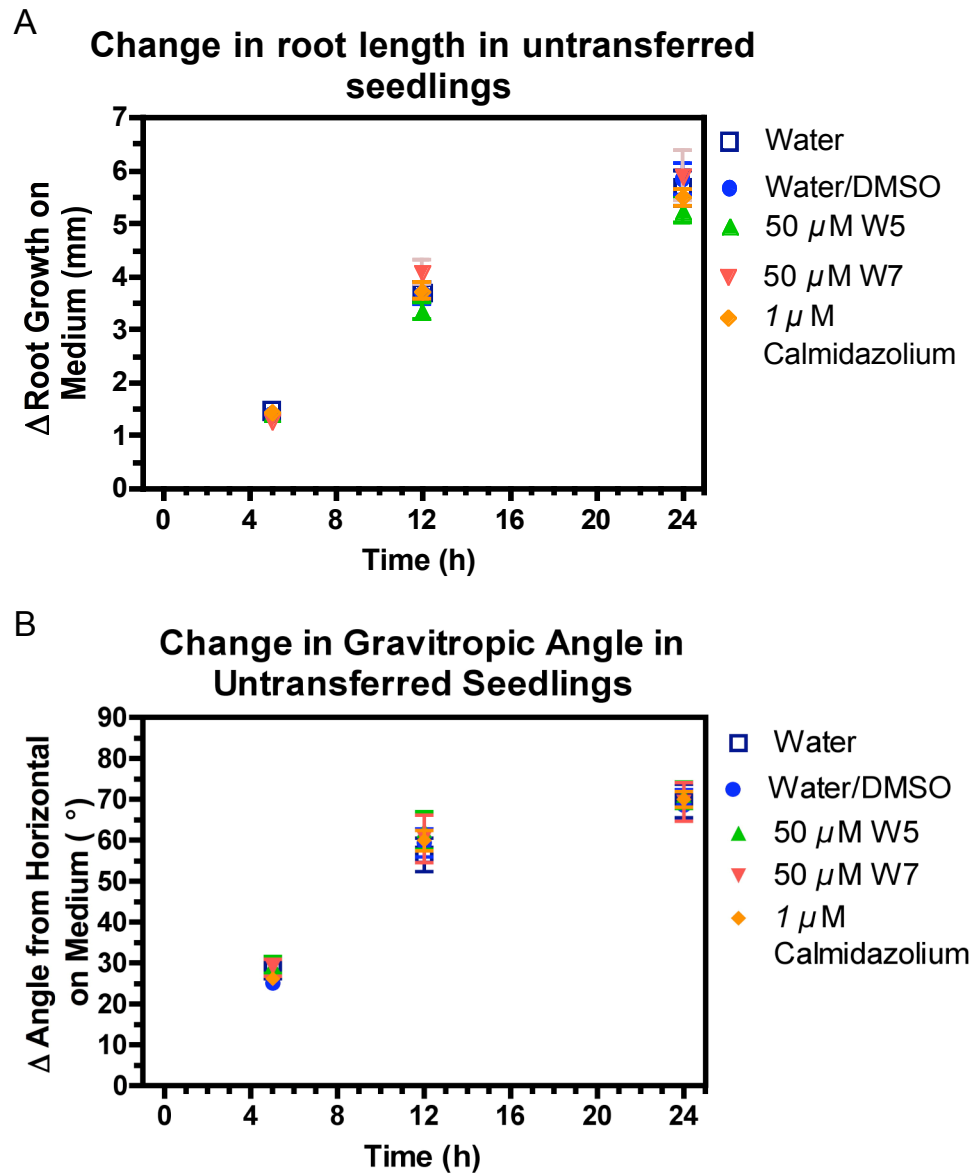 A
Change in root length in untransferred
seedlings
Δ Root Growth on
Medium (mm)
7
6
5
4
3
2
1
0
0 4 8 12 16 20 24
Time (h)
Water
Water/DMSO
50 µM W5
50 µM W7
1 µ M
Calmidazolium
B
Change in Gravitropic Angle in
Untransferred Seedlings
Δ Angle from Horizontal
on Medium ( °)
90
80
70
60
50
40
30
20
10
0
0 4 8 12 16 20 24
Time (h)
Water
Water/DMSO
50 µM W5
50 µM W7
1 µ M
Calmidazolium